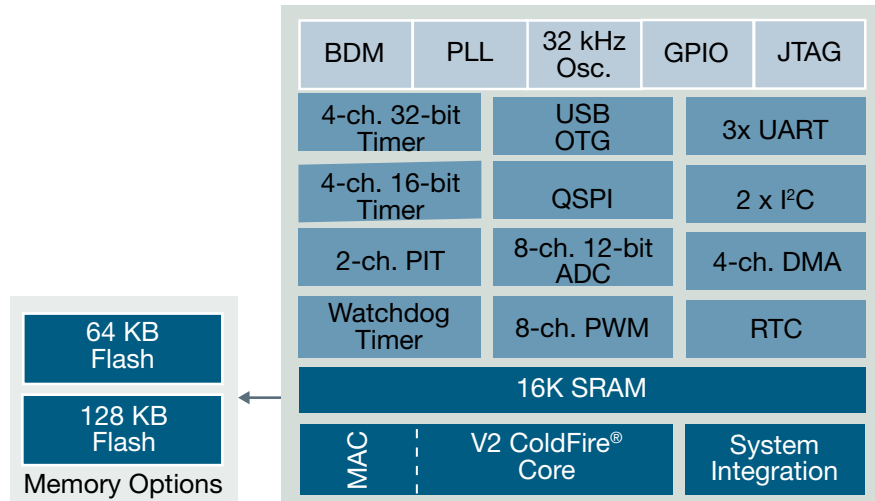 BDM
PLL
32 kHz
Osc.
GPIO
JTAG
4-ch. 32-bit
Timer
USB
OTG
3x UART
4-ch. 16-bit
Timer
QSPI
2 x I²C
2-ch. PIT
8-ch. 12-bit
ADC
4-ch. DMA
Watchdog
Timer
8-ch. PWM
RTC
16K SRAM
MAC
V2 ColdFire®
Core
System
Integration
64 KB
Flash
128 KB
Flash
Memory Options